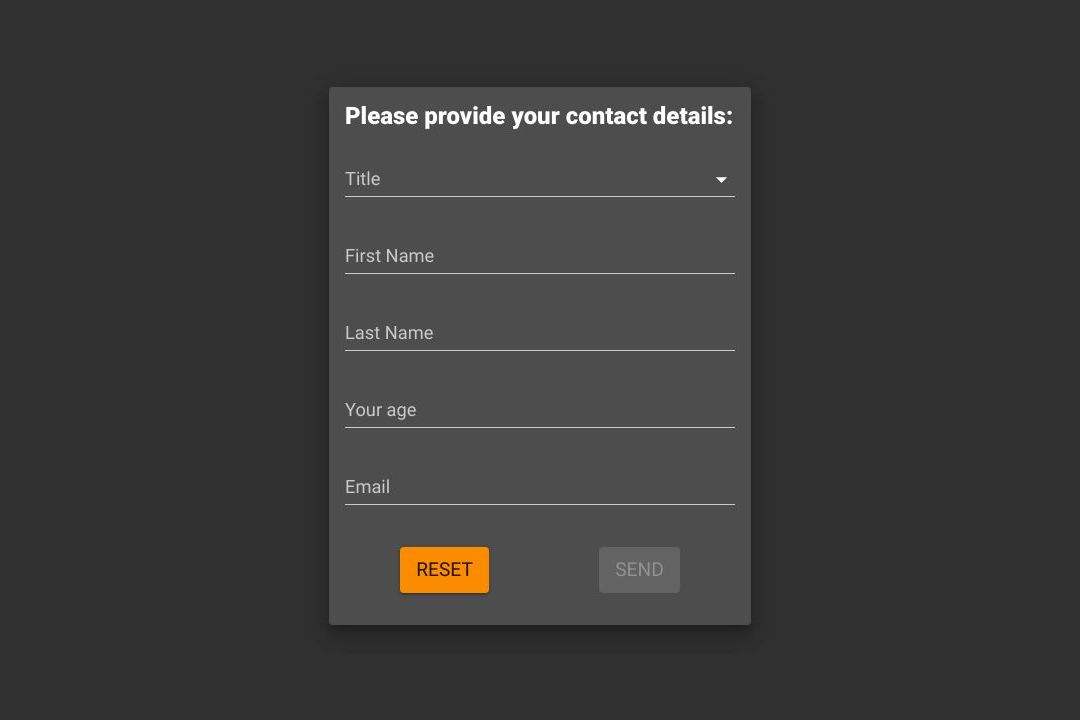 Please provide your contact details:
Title
First Name
Last Name
Your age
Email
RESET
SEND